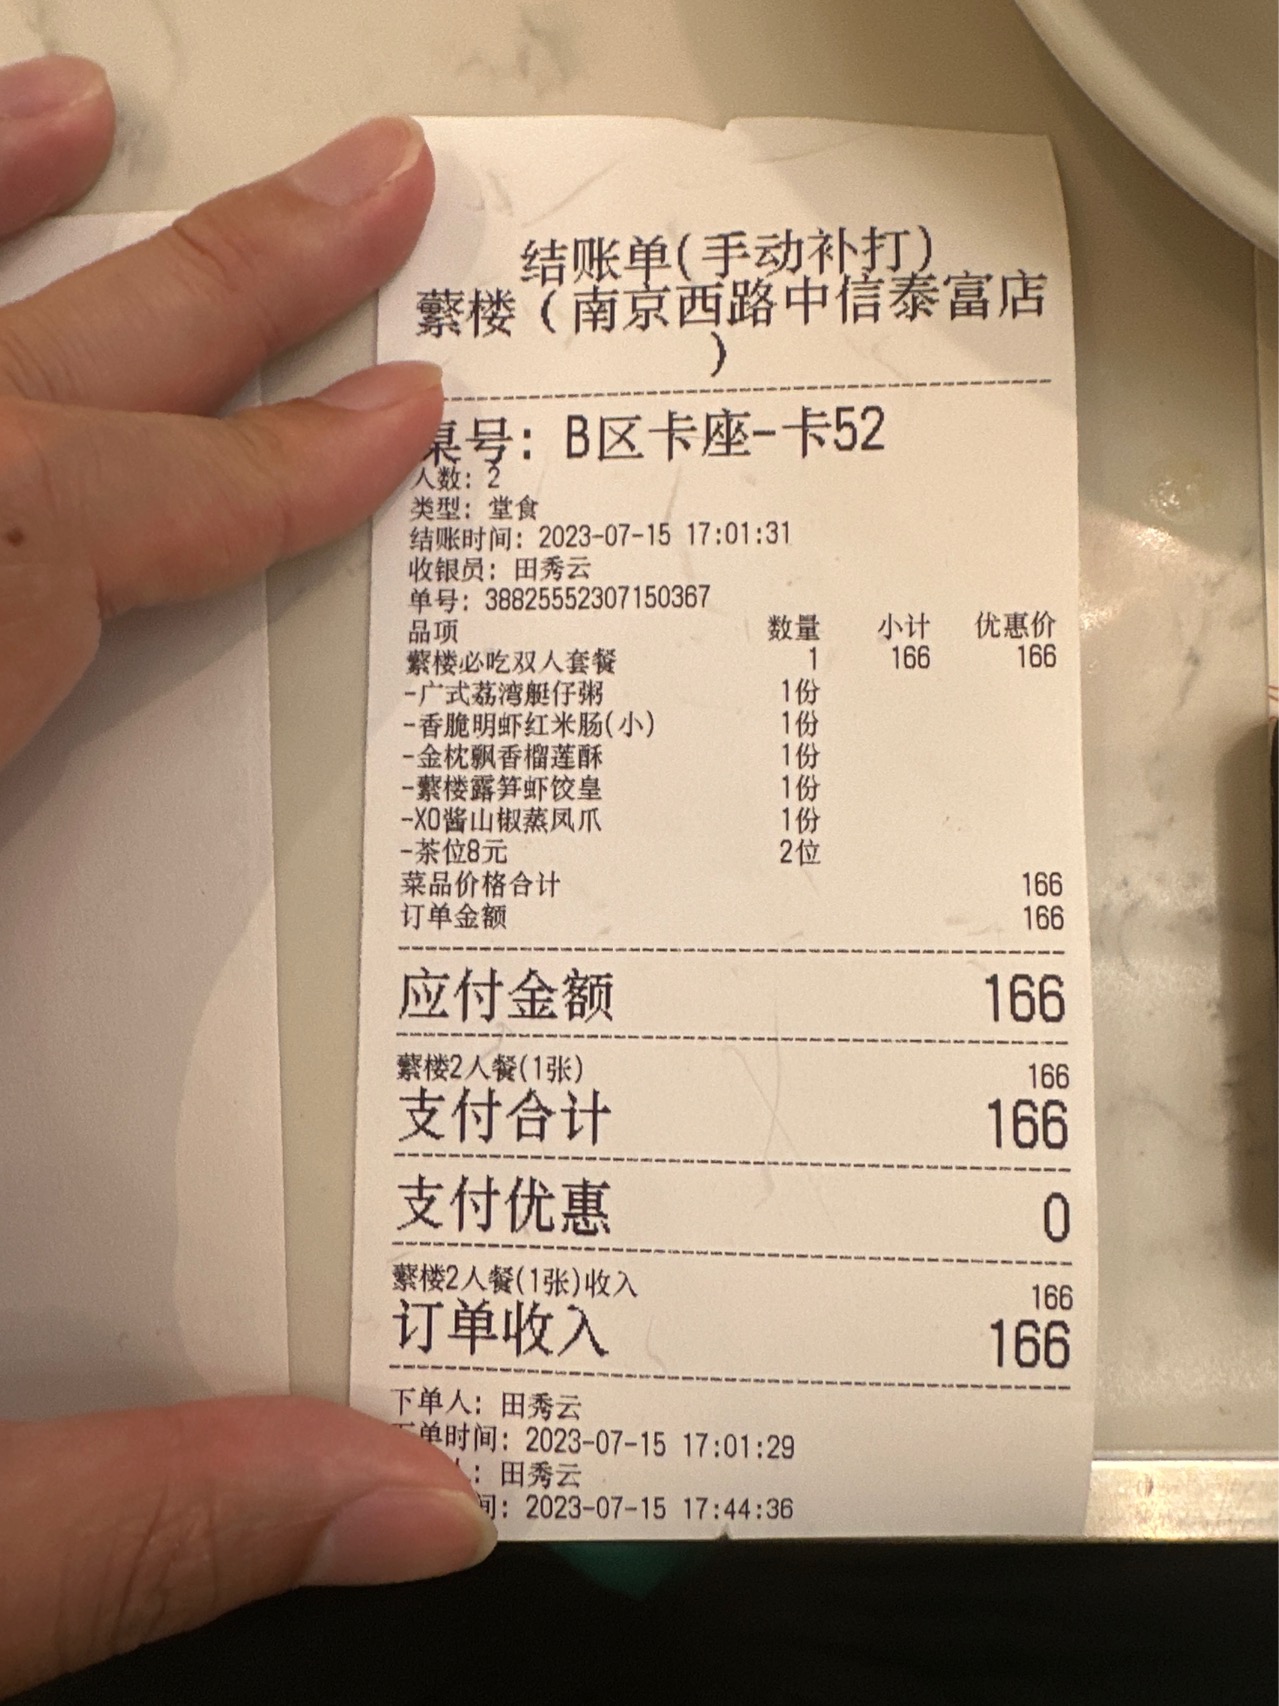 结账单(手动补打)
蘩楼(南京西路中信泰富店
)
桌号: B区卡座-卡52
人数: 2
类型: 堂食
结账时间: 2023-07-15 17:01:31
收银员: 田秀云
单号: 388255552307150367
品项 数量 小计 优惠价
蘩楼必吃双人套餐 1 166 166
-广式荔湾艇仔粥 1份
-香脆明虾红米肠(小) 1份
-金枕飘香榴莲酥 1份
-蘩楼露笋虾饺皇 1份
-XO酱山椒蒸凤爪 1份
-茶位8元 2位
菜品价格合计 166
订单金额 166
应付金额 166
蘩楼2人餐(1张) 166
支付合计 166
支付优惠 0
蘩楼2人餐(1张)收入 166
订单收入 166
下单人: 田秀云
下单时间: 2023-07-15 17:01:29
人: 田秀云
间: 2023-07-15 17:44:36